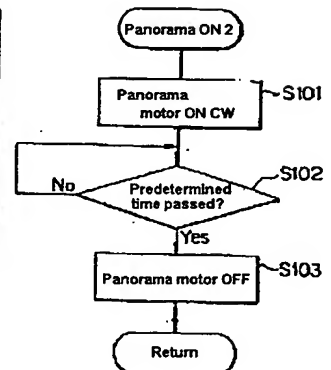 Panorama ON 2
Panorama
motor ON CW
S101
Predetermined
time passed?
S102
No
Yes
Panorama motor OFF
S103
Return